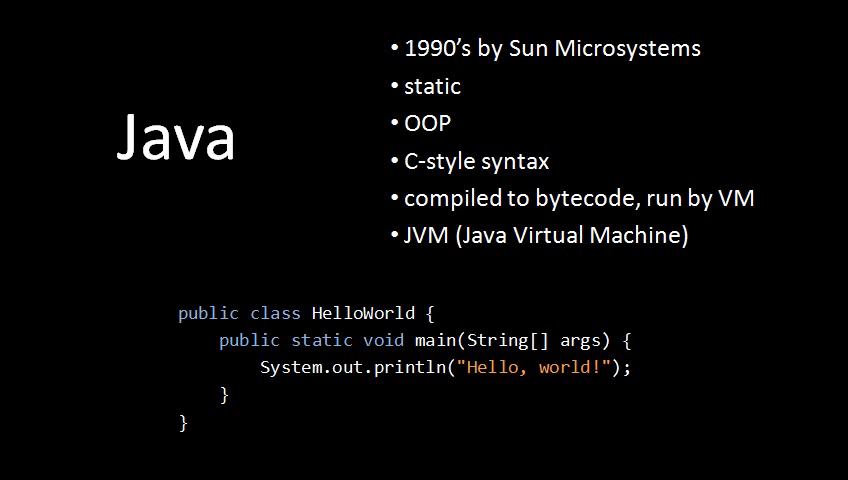 Java
• 1990’s by Sun Microsystems
• static
• OOP
• C-style syntax
• compiled to bytecode, run by VM
• JVM (Java Virtual Machine)
public class HelloWorld {
    public static void main(String[] args) {
        System.out.println("Hello, world!");
    }
}